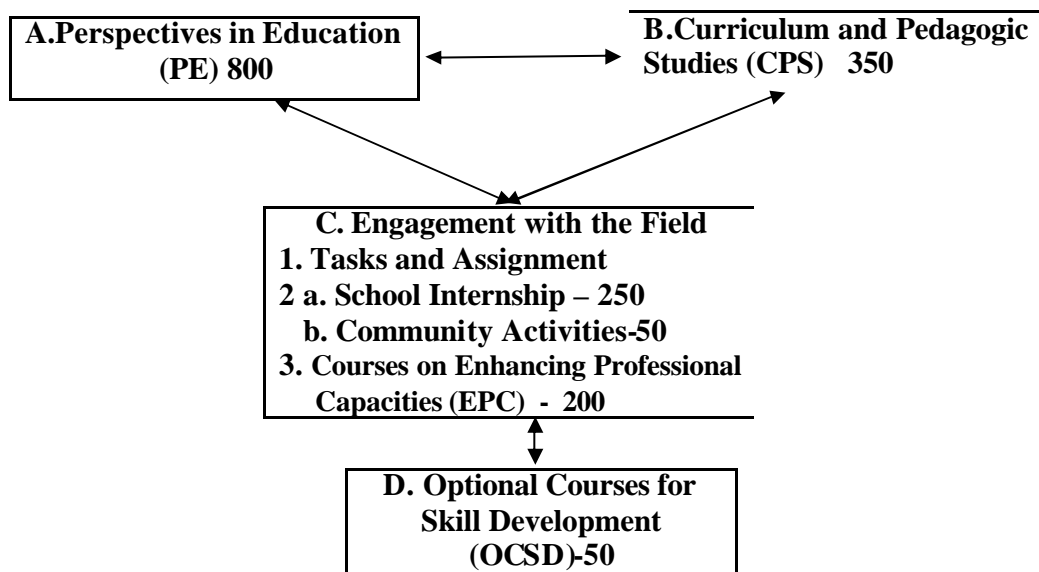 A.Perspectives in Education
(PE) 800
B.Curriculum and Pedagogic
Studies (CPS) 350
C. Engagement with the Field
1. Tasks and Assignment
2 a. School Internship – 250
b. Community Activities-50
3. Courses on Enhancing Professional
Capacities (EPC) - 200
D. Optional Courses for
Skill Development
(OCSD)-50